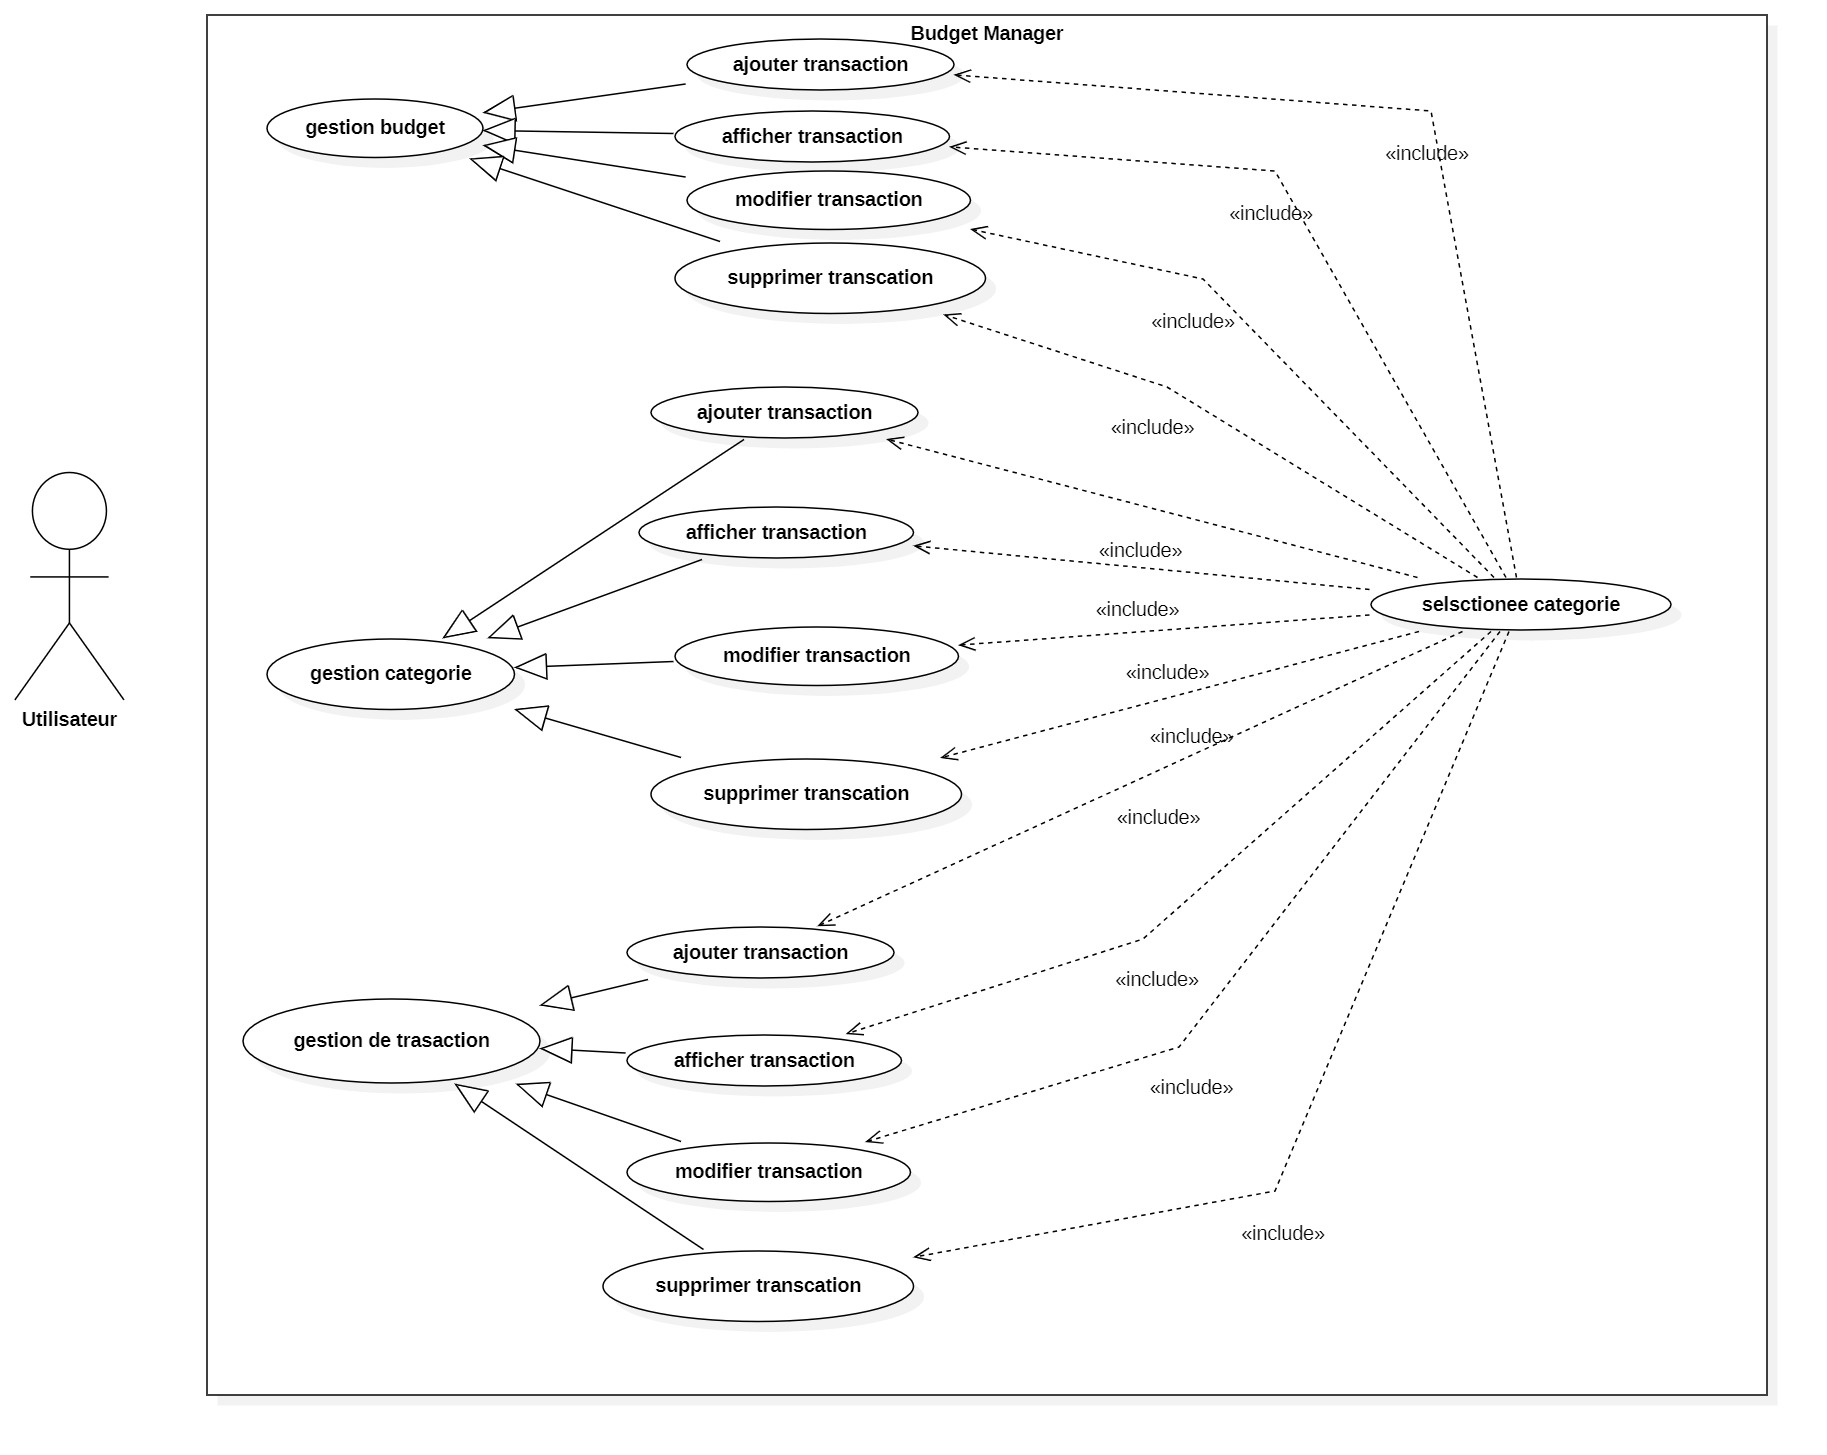 Budget Manager
ajouter transaction
gestion budget
afficher transaction
«include»
modifier transaction
«include»
supprimer transcation
«include»
ajouter transaction
«include»
afficher transaction
«include»
selsctionee categorie
«include»
modifier transaction
gestion categorie
«include»
Utilisateur
«include»
supprimer transcation
«include»
ajouter transaction
«include»
gestion de trasaction
afficher transaction
«include»
modifier transaction
«include»
supprimer transcation